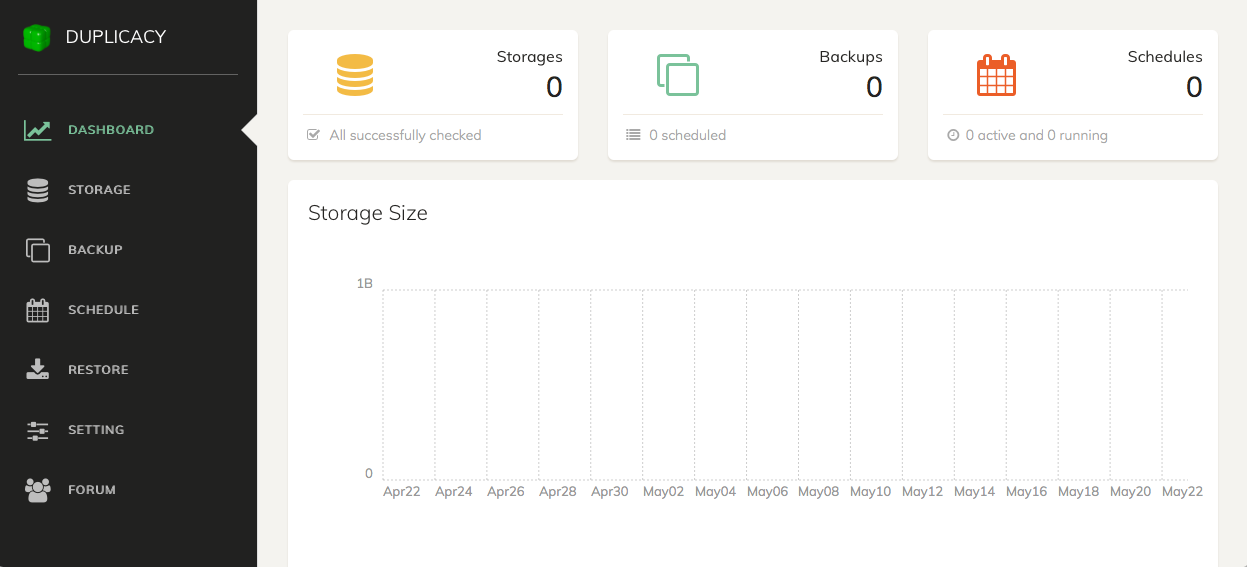 DUPLICACY
DASHBOARD
STORAGE
BACKUP
SCHEDULE
RESTORE
SETTING
FORUM
Storages
0
All successfully checked
Backups
0
0 scheduled
Schedules
0
0 active and 0 running
Storage Size
1B
0
Apr22 Apr24 Apr26 Apr28 Apr30 May02 May04 May06 May08 May10 May12 May14 May16 May18 May20 May22